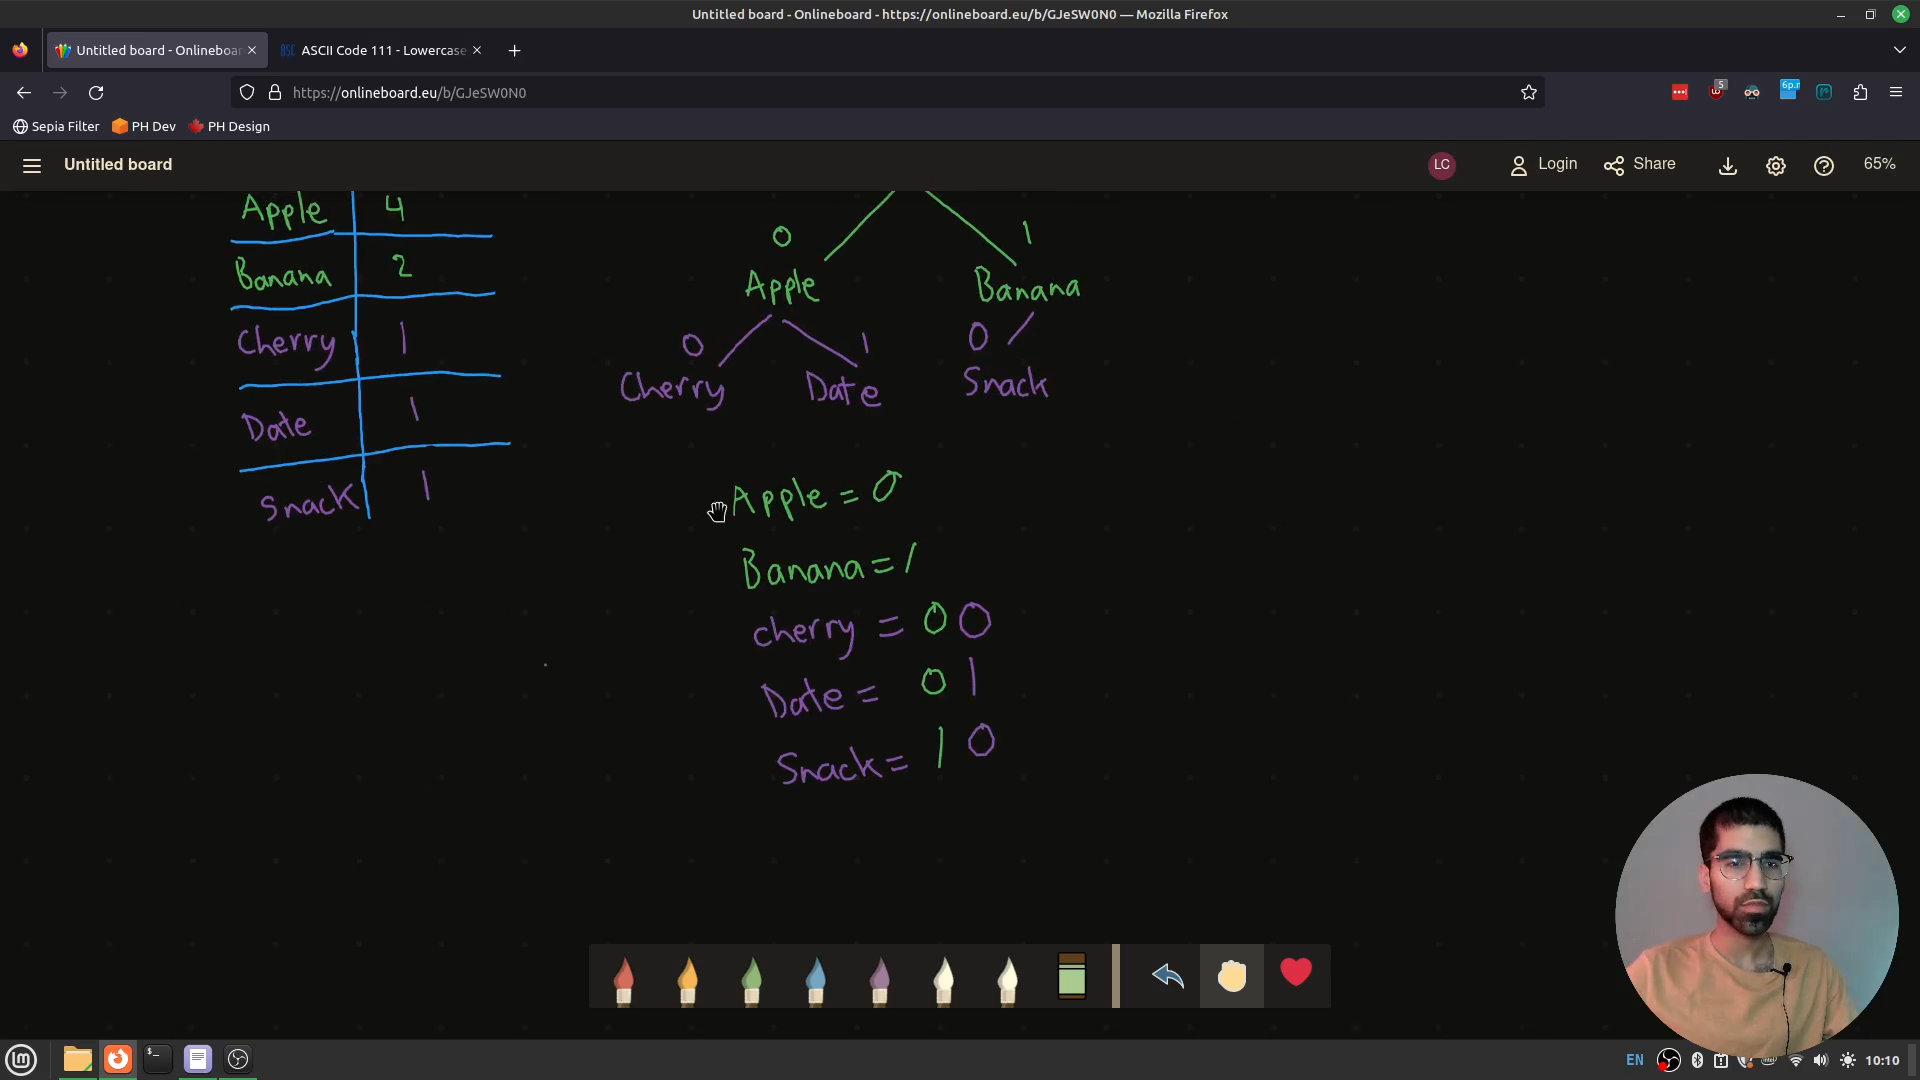 Untitled board - Onlineboard - https://onlineboard.eu/b/GJeSW0N0 — Mozilla Firefox
Untitled board - Onlineboar
ASCII Code 111 - Lowercase
https://onlineboard.eu/b/GJeSW0N0
5
6p.r
Sepia Filter
PH Dev
PH Design
Untitled board
LC
Login
Share
65%
Apple 4
Banana 2
Cherry 1
Date 1
Snack 1
0 1
Apple Banana
0 1 0
Cherry Date Snack
Apple = 0
Banana = 1
cherry = 0 0
Date = 0 1
Snack = 1 0
EN
10:10